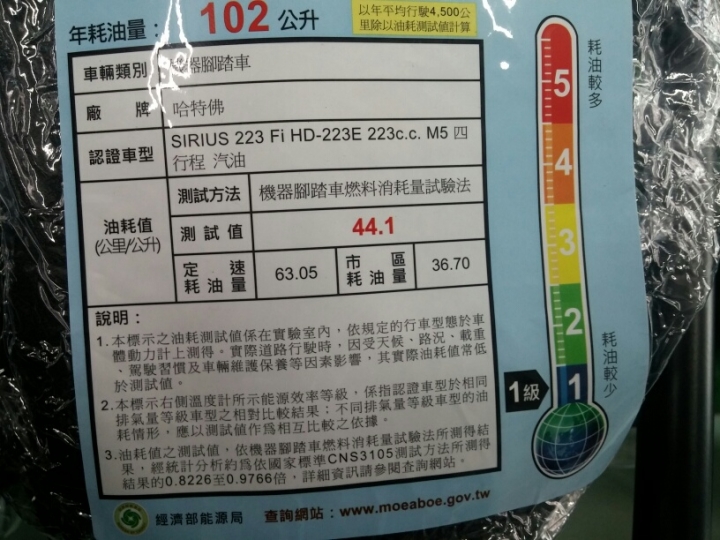 年耗油量： 102 公升
以年平均行駛4,500公
里除以油耗測試值計算
車輛類別 機器腳踏車
廠 牌 哈特佛
認證車型 SIRIUS 223 Fi HD-223E 223c.c. M5 四
行程 汽油
油耗值
(公里/公升)
測試方法 機器腳踏車燃料消耗量試驗法
測試值 44.1
定速
耗油量
63.05
市區
耗油量
36.70
說明：
1.本標示之油耗測試值係在實驗室內，依規定的行車型態於車
體動力計上測得。實際道路行駛時，因受天候、路況、載重
、駕駛習慣及車輛維護保養等因素影響，其實際油耗值常低
於測試值。
2.本標示右側溫度計所示能源效率等級，係指認證車型於相同
排氣量等級車型之相對比較結果；不同排氣量等級車型的油
耗情形，應以測試值作為相互比較之依據。
3.油耗值之測試值，依機器腳踏車燃料消耗量試驗法所測得結
果，經統計分析約為依國家標準CNS3105測試方法所測得
結果的0.8226至0.9766倍，詳細資訊請參閱查詢網站。
經濟部能源局 查詢網站：www.moeaboe.gov.tw
耗油較多
5
4
3
2
1
耗油較少
1級